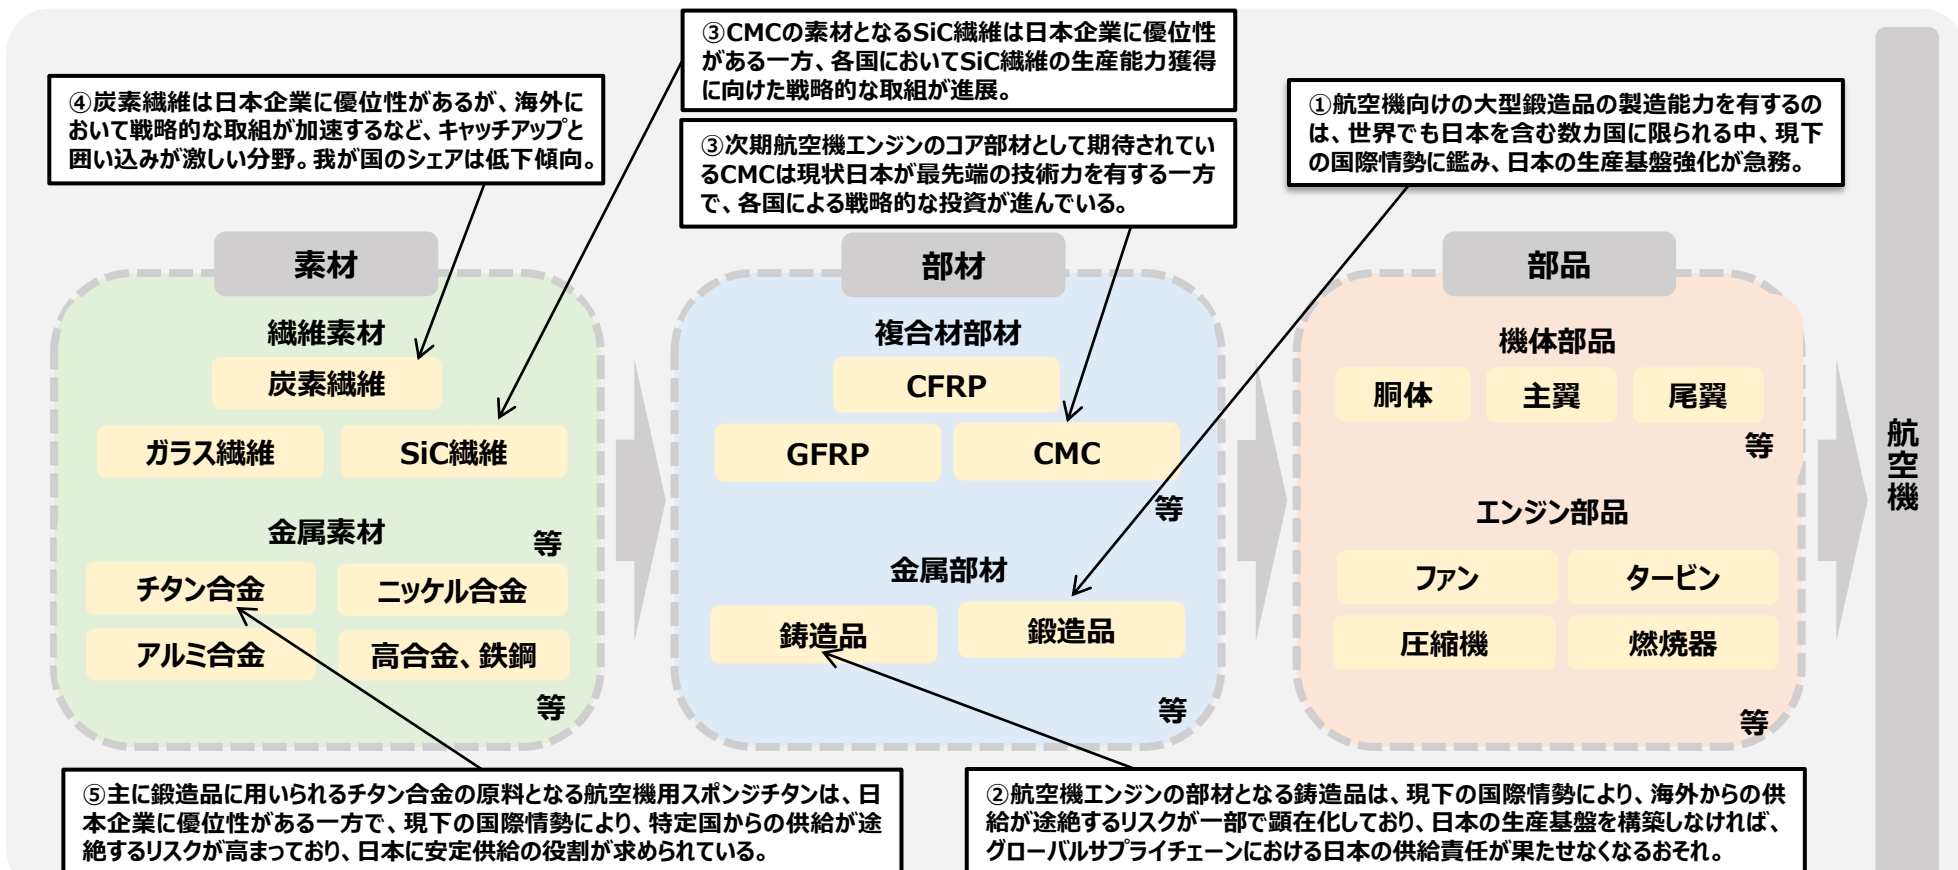 ③CMCの素材となるSiC繊維は日本企業に優位性
がある一方、各国においてSiC繊維の生産能力獲得
に向けた戦略的な取組が進展。
④炭素繊維は日本企業に優位性があるが、海外に
おいて戦略的な取組が加速するなど、キャッチアップと
囲い込みが激しい分野。我が国のシェアは低下傾向。
③次期航空機エンジンのコア部材として期待されてい
るCMCは現状日本が最先端の技術力を有する一方
で、各国による戦略的な投資が進んでいる。
①航空機向けの大型鍛造品の製造能力を有するの
は、世界でも日本を含む数カ国に限られる中、現下
の国際情勢に鑑み、日本の生産基盤強化が急務。
素材
繊維素材
炭素繊維
ガラス繊維
SiC繊維
等
金属素材
チタン合金
ニッケル合金
アルミ合金
高合金、鉄鋼
等
部材
複合材部材
CFRP
GFRP
CMC
等
金属部材
鋳造品
鍛造品
等
部品
機体部品
胴体
主翼
尾翼
等
エンジン部品
ファン
タービン
圧縮機
燃焼器
等
航空機
⑤主に鍛造品に用いられるチタン合金の原料となる航空機用スポンジチタンは、日
本企業に優位性がある一方で、現下の国際情勢により、特定国からの供給が途
絶するリスクが高まっており、日本に安定供給の役割が求められている。
②航空機エンジンの部材となる鋳造品は、現下の国際情勢により、海外からの供
給が途絶するリスクが一部で顕在化しており、日本の生産基盤を構築しなければ、
グローバルサプライチェーンにおける日本の供給責任が果たせなくなるおそれ。